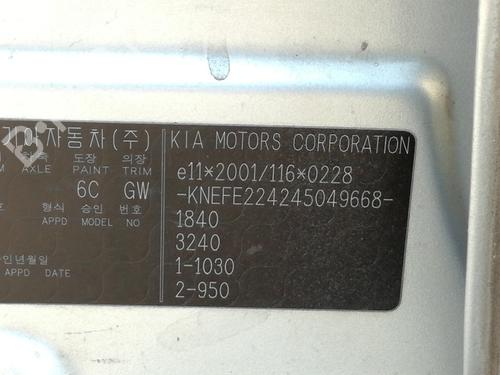 기아자동차(주)
차축 도장 의장
M AXLE PAINT TRIM
6C GW
형식 승인 번호
APPD MODEL NO
인년월일
APPD DATE
KIA MOTORS CORPORATION
e11*2001/116*0228
-KNEFE224245049668-
1840
3240
1-1030
2-950